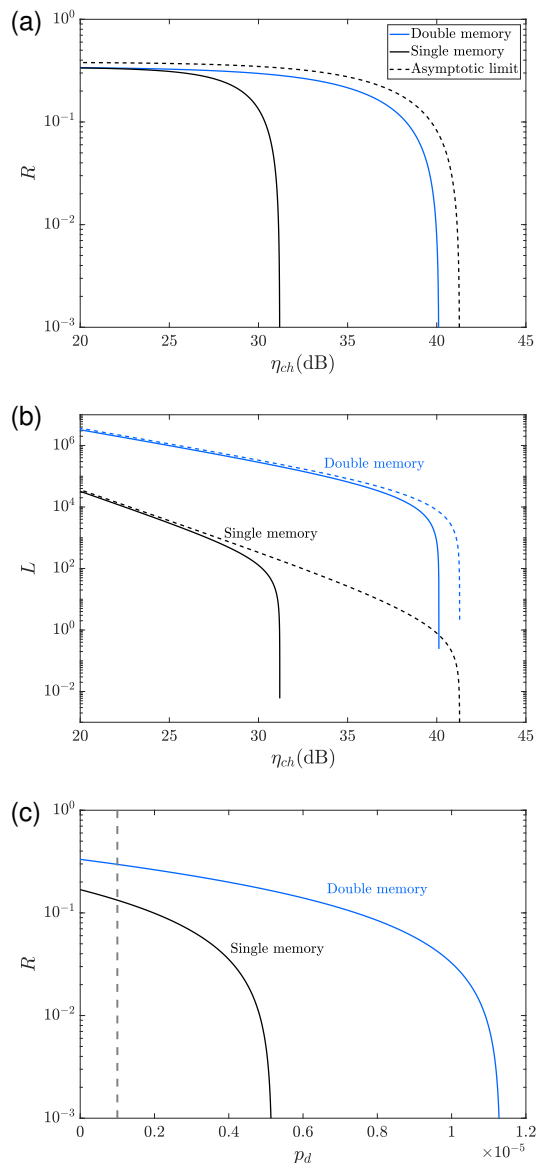 (a)
10^0
10^-1
10^-2
10^-3
R
Double memory
Single memory
Asymptotic limit
20 25 30 35 40 45
η_ch(dB)
(b)
10^6
10^4
10^2
10^0
10^-2
L
Double memory
Single memory
20 25 30 35 40 45
η_ch(dB)
(c)
10^0
10^-1
10^-2
10^-3
R
Double memory
Single memory
0 0.2 0.4 0.6 0.8 1 1.2
p_d
×10^-5